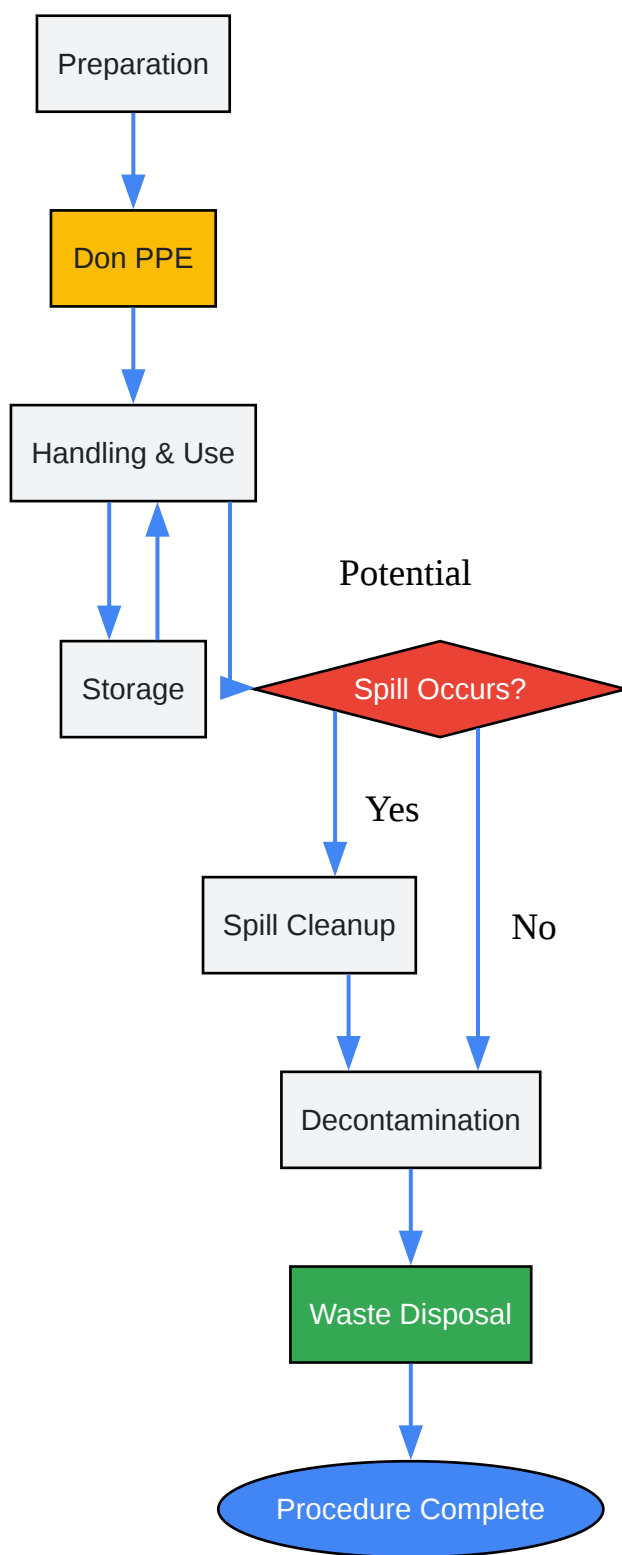 Preparation
Don PPE
Handling & Use
Potential
Storage
Spill Occurs?
Yes
Spill Cleanup
No
Decontamination
Waste Disposal
Procedure Complete